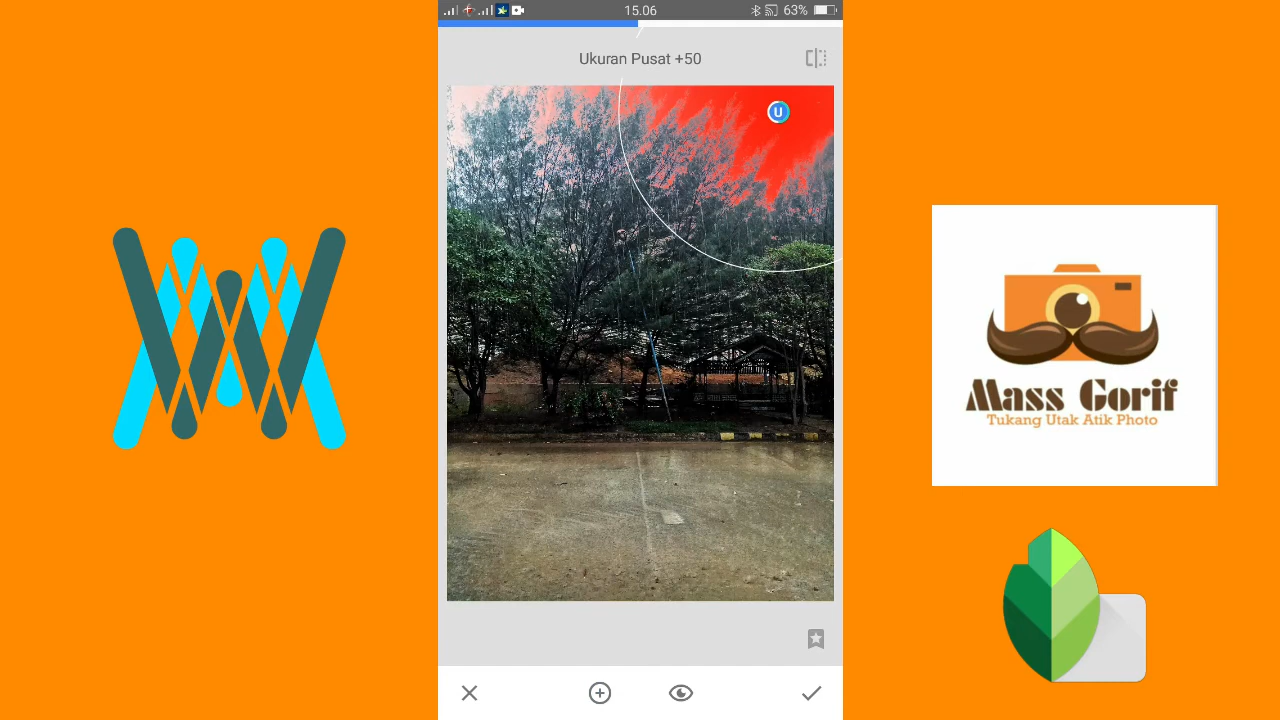 15.06
63%
Ukuran Pusat +50
U
Mass Gorif
Tukang Utak Atik Photo